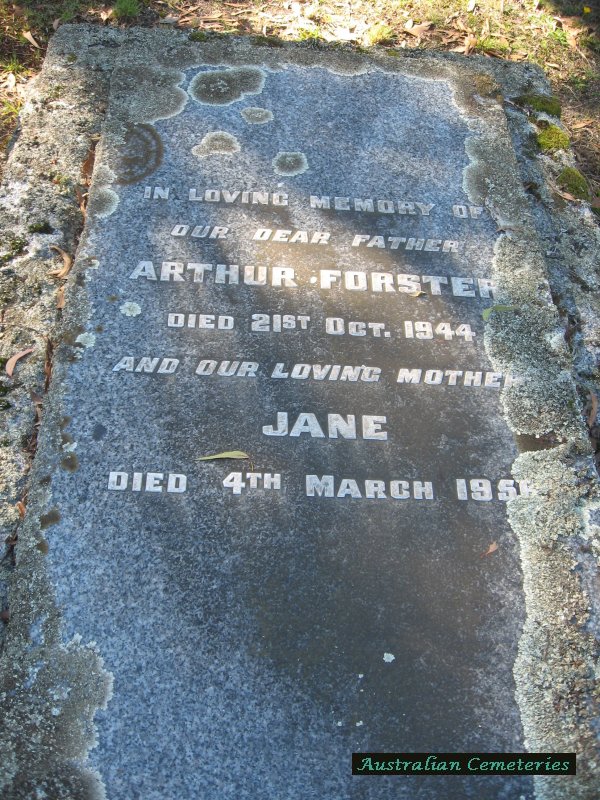 IN LOVING MEMORY OF
OUR DEAR FATHER
ARTHUR FORSTER
DIED 21ST OCT. 1944
AND OUR LOVING MOTHER
JANE
DIED 4TH MARCH
Australian Cemeteries